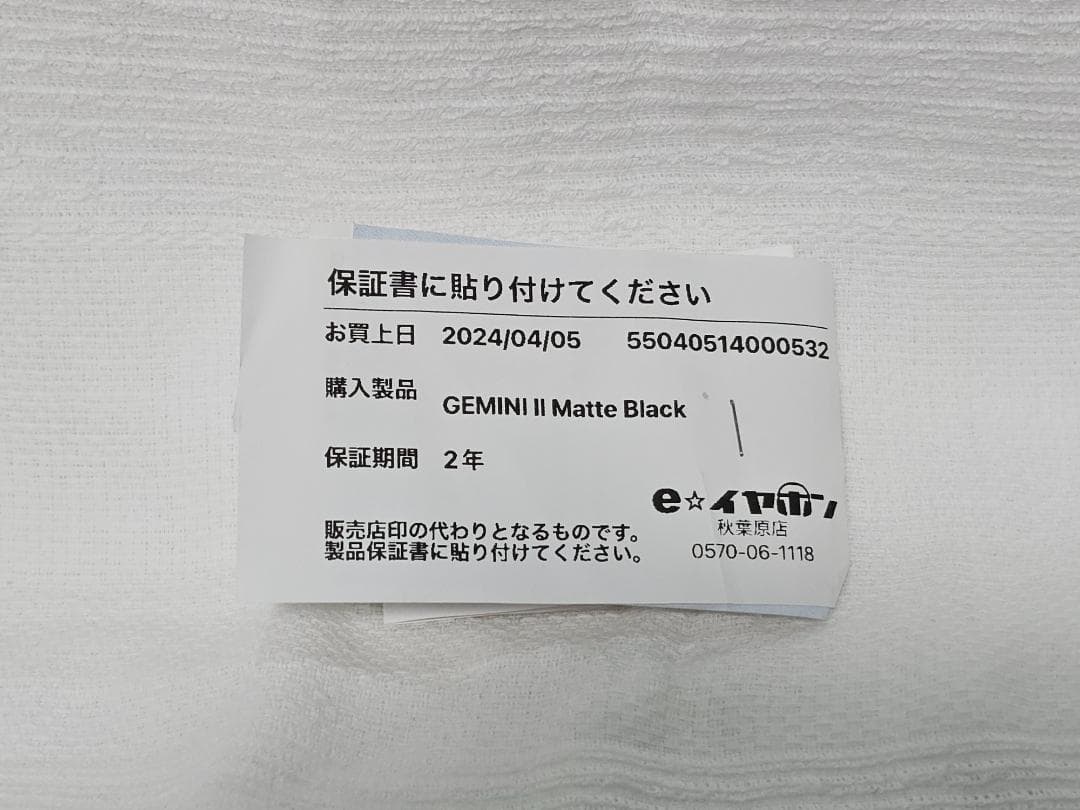 保証書に貼り付けてください
お買上日 2024/04/05 55040514000532
購入製品 GEMINI II Matte Black
保証期間 2年
e☆イヤホン
秋葉原店
0570-06-1118
販売店印の代わりとなるものです。
製品保証書に貼り付けてください。